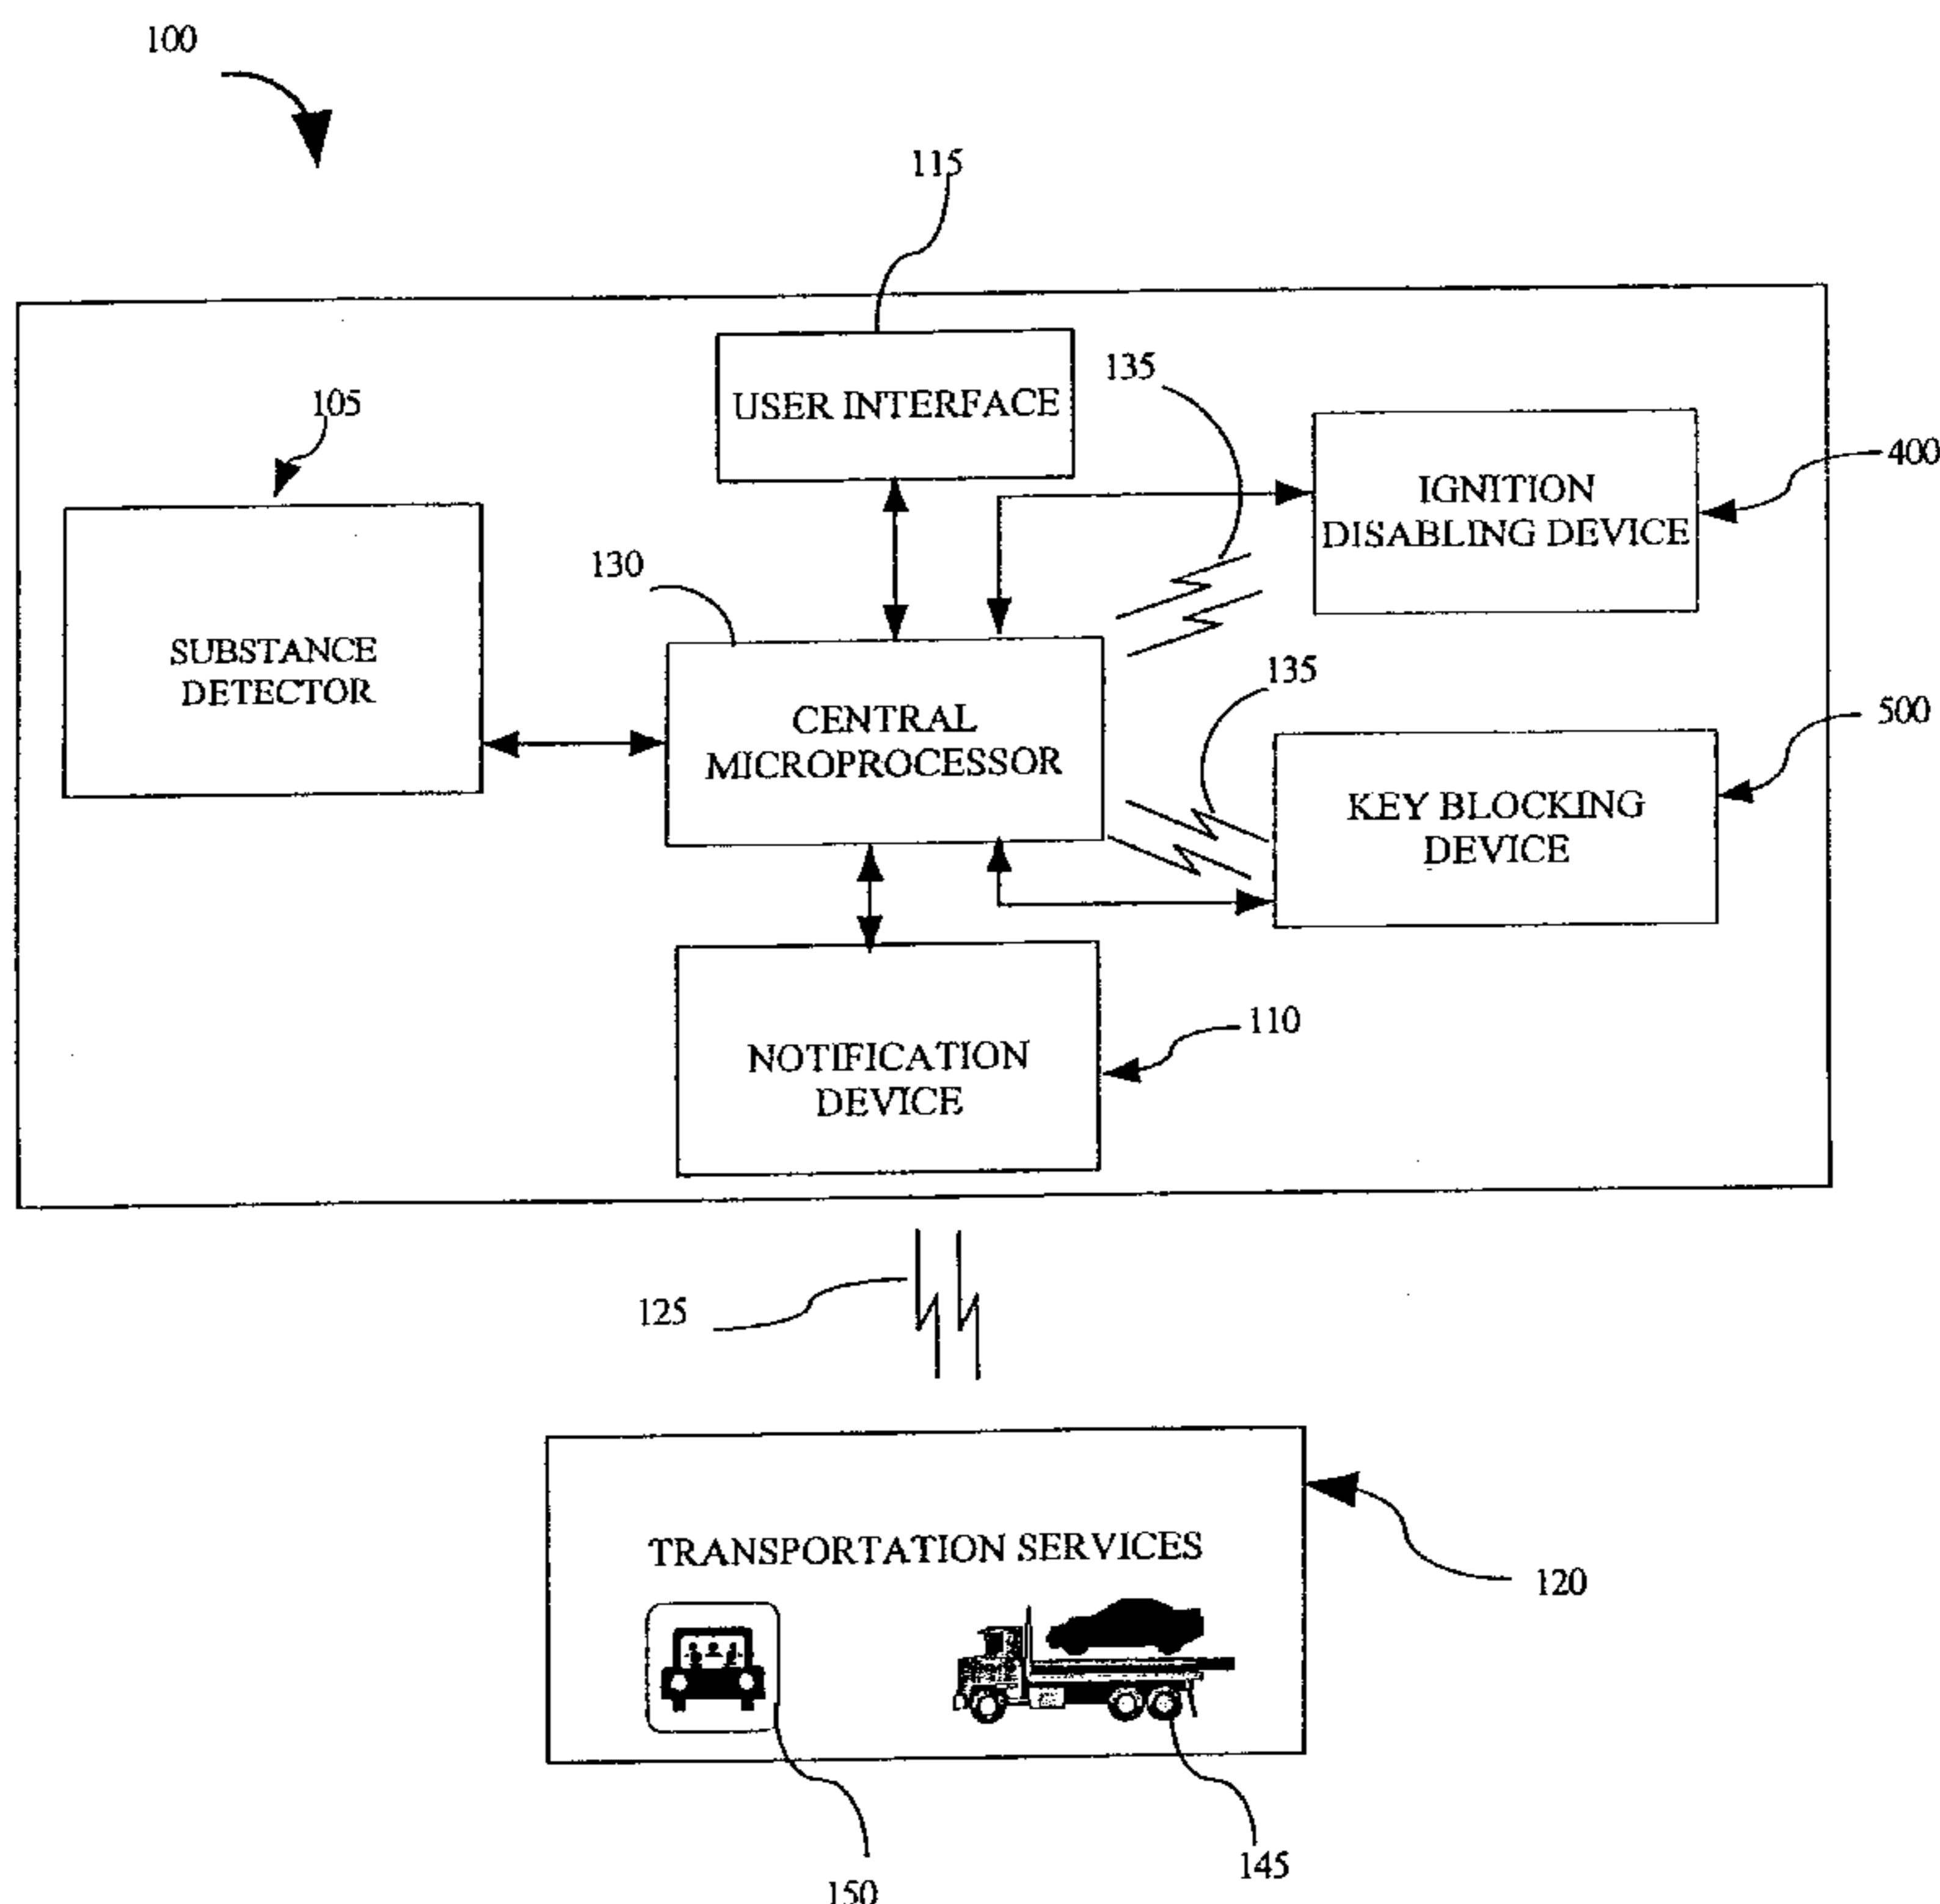 100
115
USER INTERFACE
135
105
IGNITION
DISABLING DEVICE
400
130
SUBSTANCE
DETECTOR
CENTRAL
MICROPROCESSOR
135
500
KEY BLOCKING
DEVICE
110
NOTIFICATION
DEVICE
125
TRANSPORTATION SERVICES
120
150
145